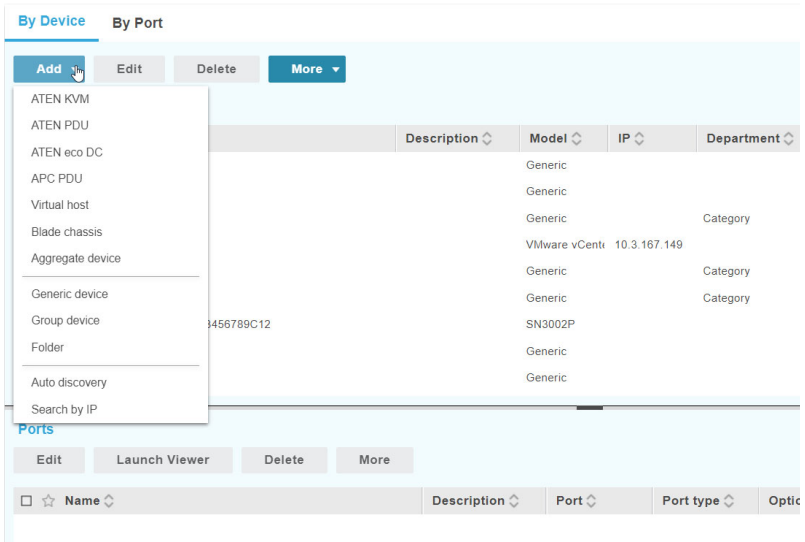 By Device By Port
Add Edit Delete More
ATEN KVM
ATEN PDU
ATEN eco DC
APC PDU
Virtual host
Blade chassis
Aggregate device
Generic device
Group device
Folder
Auto discovery
Search by IP
Description Model IP Department
Generic
Generic
Generic Category
VMware vCente 10.3.167.149
Generic Category
Generic Category
3456789C12 SN3002P
Generic
Generic
Ports
Edit Launch Viewer Delete More
Name Description Port Port type Optio